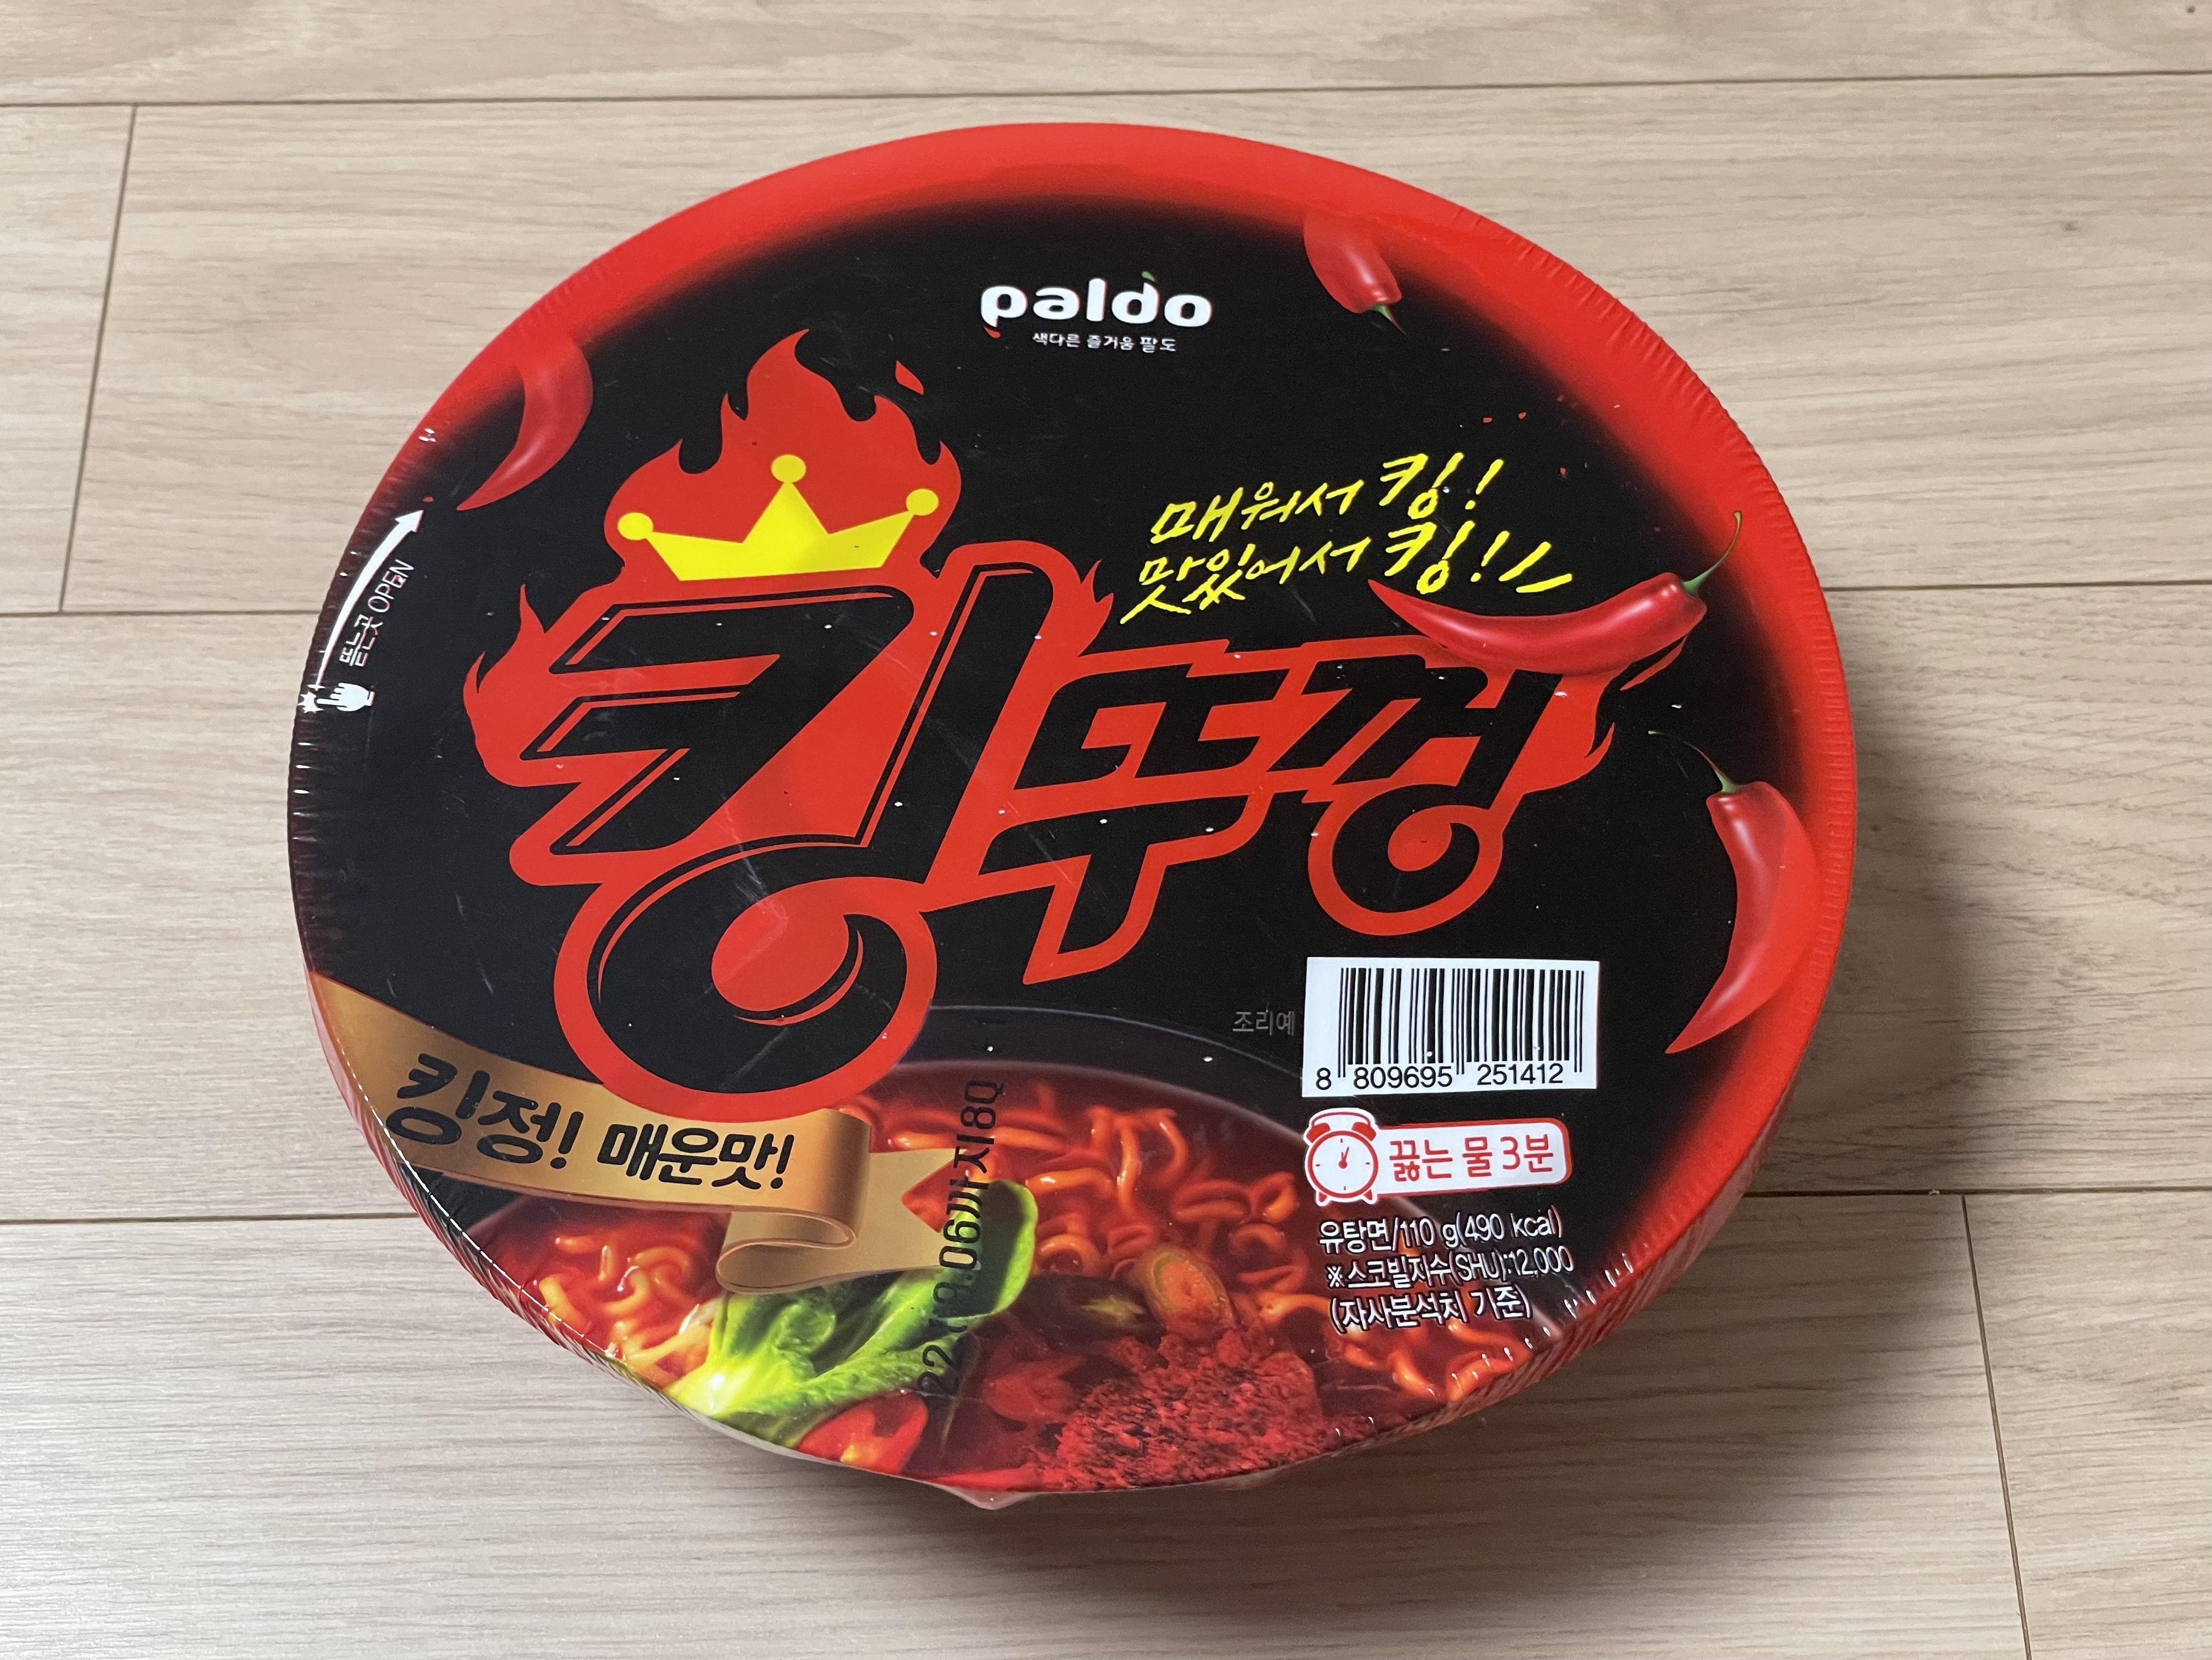 paldo
색다른 즐거움 팔도
매워서 킹!
맛있어서 킹!!
뜯는곳 OPEN
킹뚜껑
킹정! 매운맛!
조리예
8 809695 251412
끓는 물 3분
유탕면/110 g(490 kcal)
※스코빌지수(SHU):12,000
(자사분석치 기준)